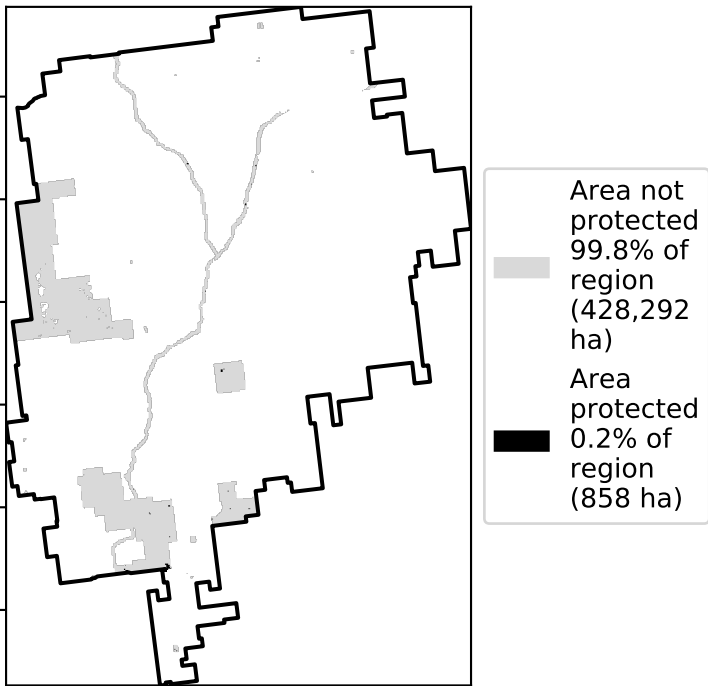 Area not
protected
99.8% of
region
(428,292
ha)
Area
protected
0.2% of
region
(858 ha)